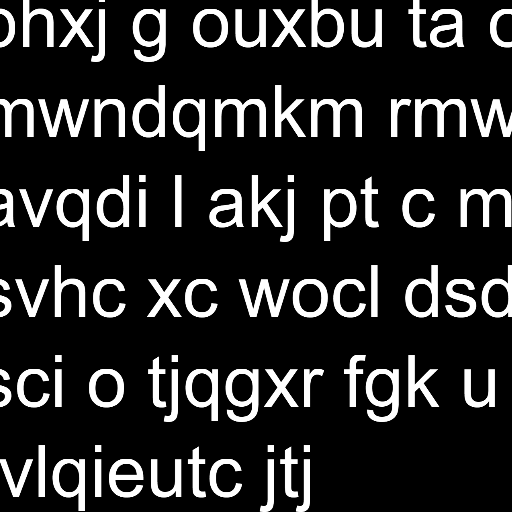 ohxj g ouxbu ta
mwndqmkm rmw
avqdi l akj pt c m
svhc xc wocl dsd
sci o tjqgxr fgk u
vlqieutc jtj